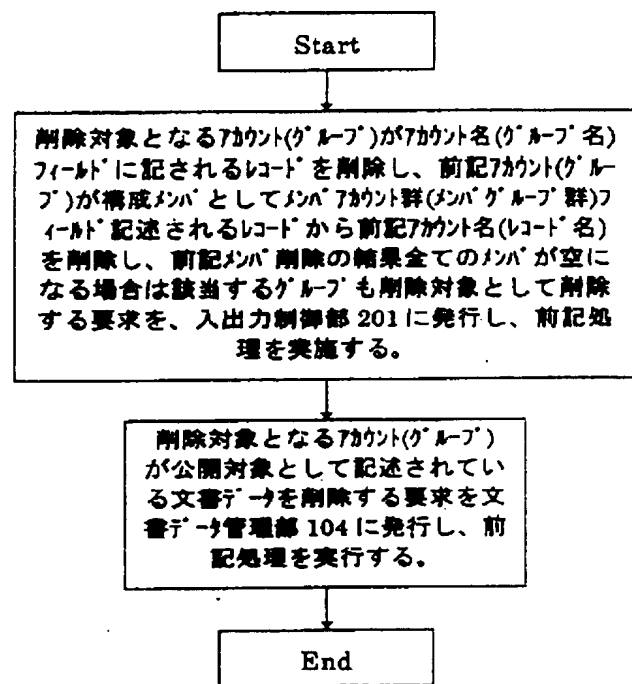 Start
削除対象となるアカウント(グループ)がアカウント名(グループ名)
フィールドに記されるレコードを削除し、前記アカウント(グルー
プ)が構成メンバとしてメンバアカウント群(メンバグループ群)フ
ィールド記述されるレコードから前記アカウント名(レコード名)
を削除し、前記メンバ削除の結果全てのメンバが空に
なる場合は該当するグループも削除対象として削除
する要求を、入出力制御部 201 に発行し、前記処
理を実施する。
削除対象となるアカウント(グループ)
が公開対象として記述されてい
る文書データを削除する要求を文
書データ管理部 104 に発行し、前
記処理を実行する。
End